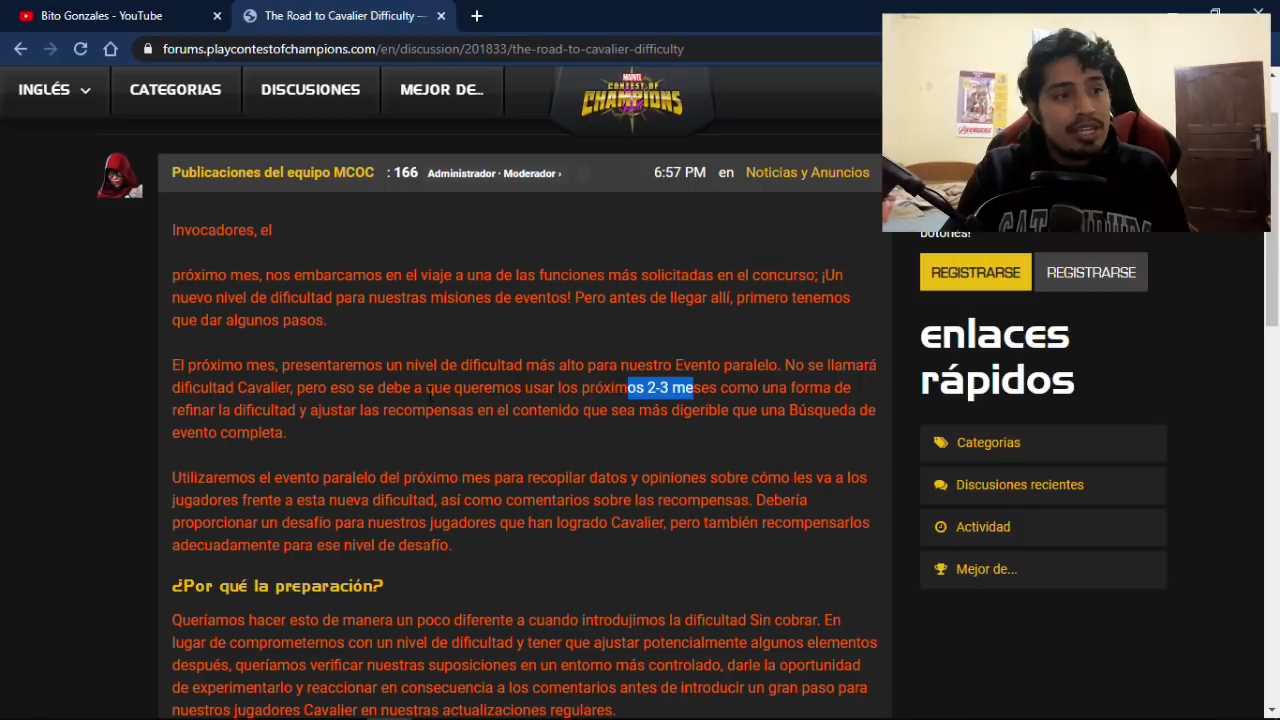 Bito Gonzales - YouTube
The Road to Cavalier Difficulty —
forums.playcontestofchampions.com/en/discussion/201833/the-road-to-cavalier-difficulty
INGLÉS
CATEGORIAS
DISCUSIONES
MEJOR DE...
MARVEL
CONTEST OF
CHAMPIONS
AVENGERS
Publicaciones del equipo MCOC : 166 Administrador · Moderador › 6:57 PM en Noticias y Anuncios
Invocadores, el
próximo mes, nos embarcamos en el viaje a una de las funciones más solicitadas en el concurso; ¡Un
nuevo nivel de dificultad para nuestras misiones de eventos! Pero antes de llegar allí, primero tenemos
que dar algunos pasos.
El próximo mes, presentaremos un nivel de dificultad más alto para nuestro Evento paralelo. No se llamará
dificultad Cavalier, pero eso se debe a que queremos usar los próximos 2-3 meses como una forma de
refinar la dificultad y ajustar las recompensas en el contenido que sea más digerible que una Búsqueda de
evento completa.
Utilizaremos el evento paralelo del próximo mes para recopilar datos y opiniones sobre cómo les va a los
jugadores frente a esta nueva dificultad, así como comentarios sobre las recompensas. Debería
proporcionar un desafío para nuestros jugadores que han logrado Cavalier, pero también recompensarlos
adecuadamente para ese nivel de desafío.
¿Por qué la preparación?
Queríamos hacer esto de manera un poco diferente a cuando introdujimos la dificultad Sin cobrar. En
lugar de comprometernos con un nivel de dificultad y tener que ajustar potencialmente algunos elementos
después, queríamos verificar nuestras suposiciones en un entorno más controlado, darle la oportunidad
de experimentarlo y reaccionar en consecuencia a los comentarios antes de introducir un gran paso para
nuestros jugadores Cavalier en nuestras actualizaciones regulares.
botones!
REGISTRARSE
REGISTRARSE
enlaces
rápidos
Categorias
Discusiones recientes
Actividad
Mejor de...